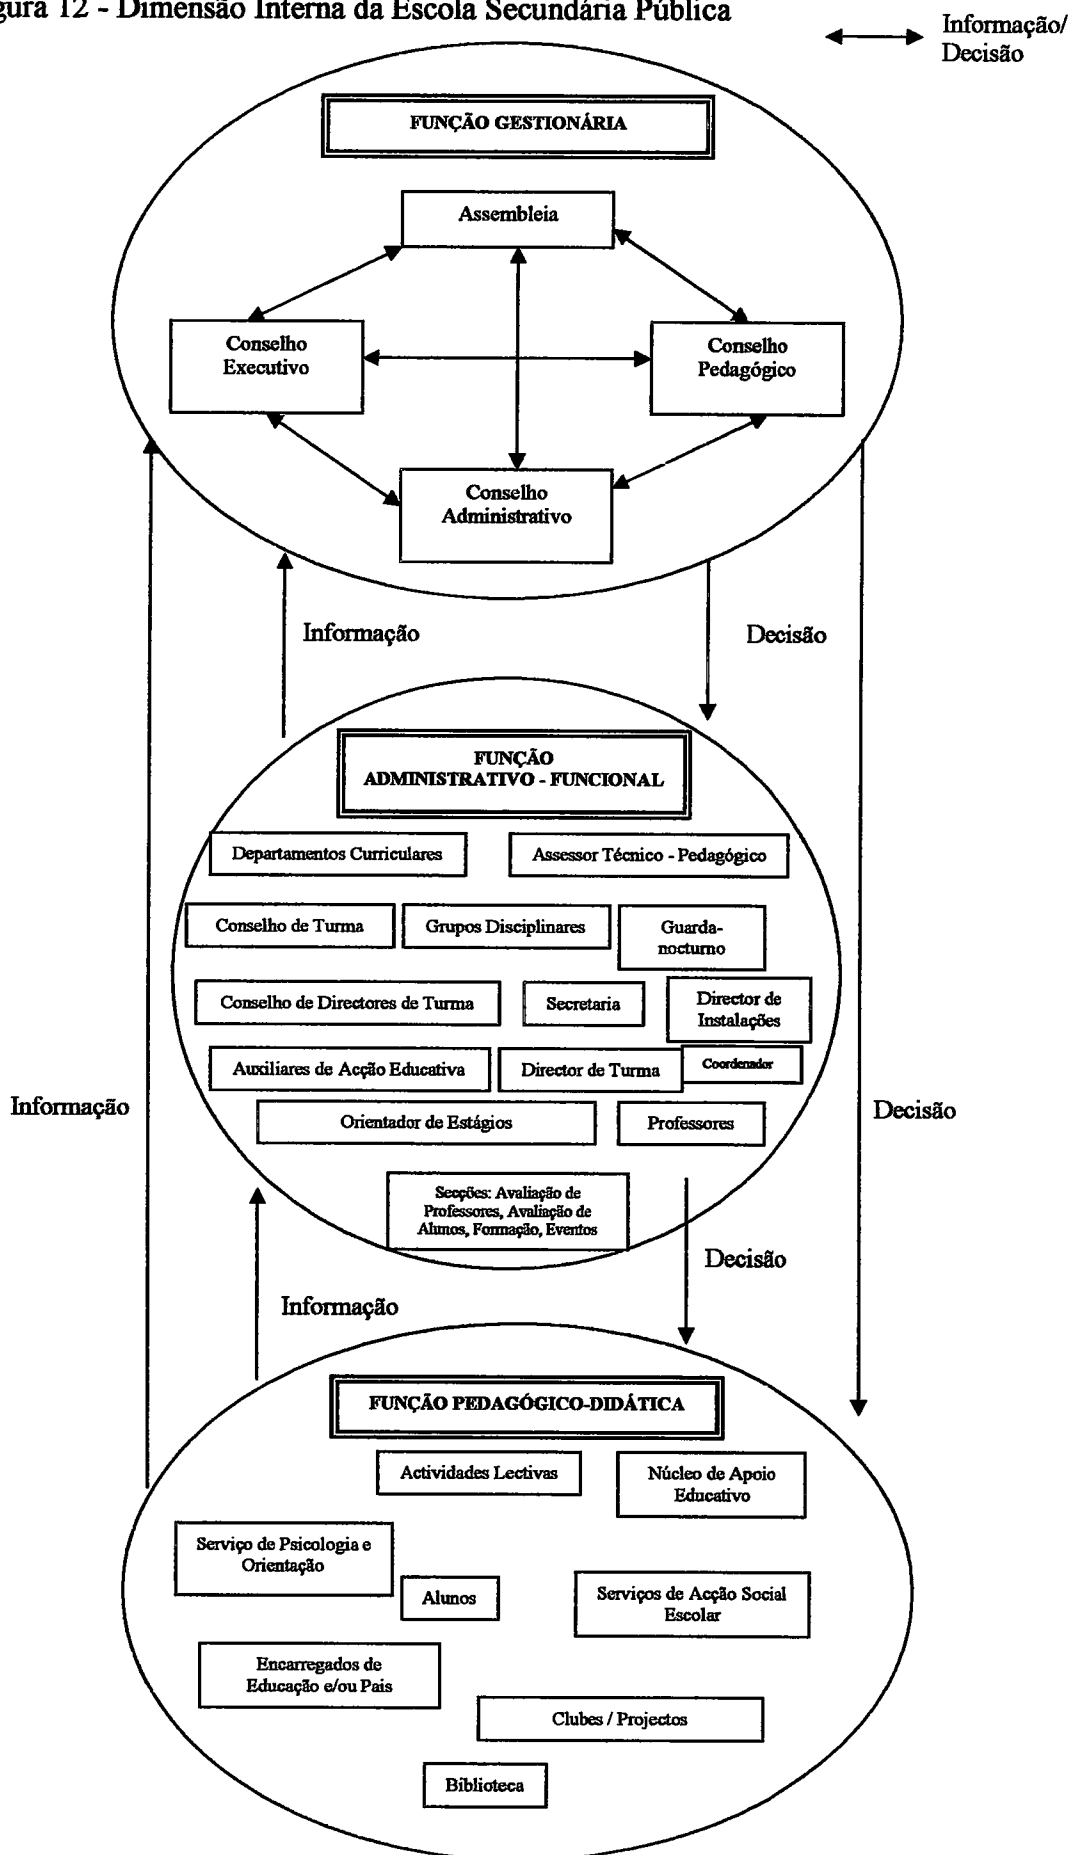 gura 12 - Dimensão Interna da Escola Secundária Pública
Informação/
Decisão
FUNÇÃO GESTIONÁRIA
Assembleia
Conselho
Executivo
Conselho
Pedagógico
Conselho
Administrativo
Informação
Decisão
FUNÇÃO
ADMINISTRATIVO - FUNCIONAL
Departamentos Curriculares
Assessor Técnico - Pedagógico
Conselho de Turma
Grupos Disciplinares
Guarda-
nocturno
Conselho de Directores de Turma
Secretaria
Director de
Instalações
Auxiliares de Acção Educativa
Director de Turma
Coordenador
Informação
Decisão
Orientador de Estágios
Professores
Secções: Avaliação de
Professores, Avaliação de
Alunos, Formação, Eventos
Decisão
Informação
FUNÇÃO PEDAGÓGICO-DIDÁTICA
Actividades Lectivas
Núcleo de Apoio
Educativo
Serviço de Psicologia e
Orientação
Alunos
Serviços de Acção Social
Escolar
Encarregados de
Educação e/ou Pais
Clubes / Projectos
Biblioteca